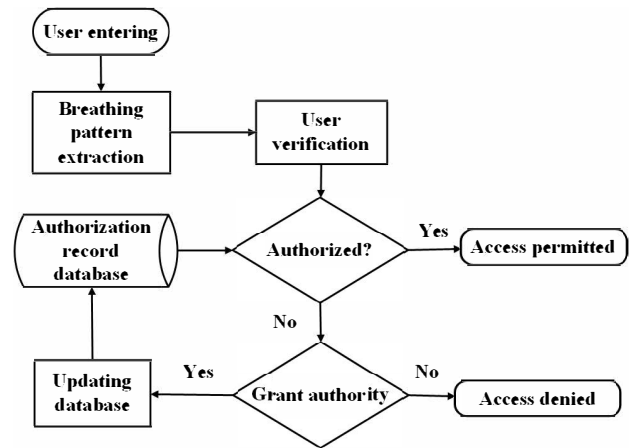 User entering
Breathing
pattern
extraction
User
verification
Authorization
record
database
Authorized?
Yes
Access permitted
No
Updating
database
Yes
Grant authority
No
Access denied